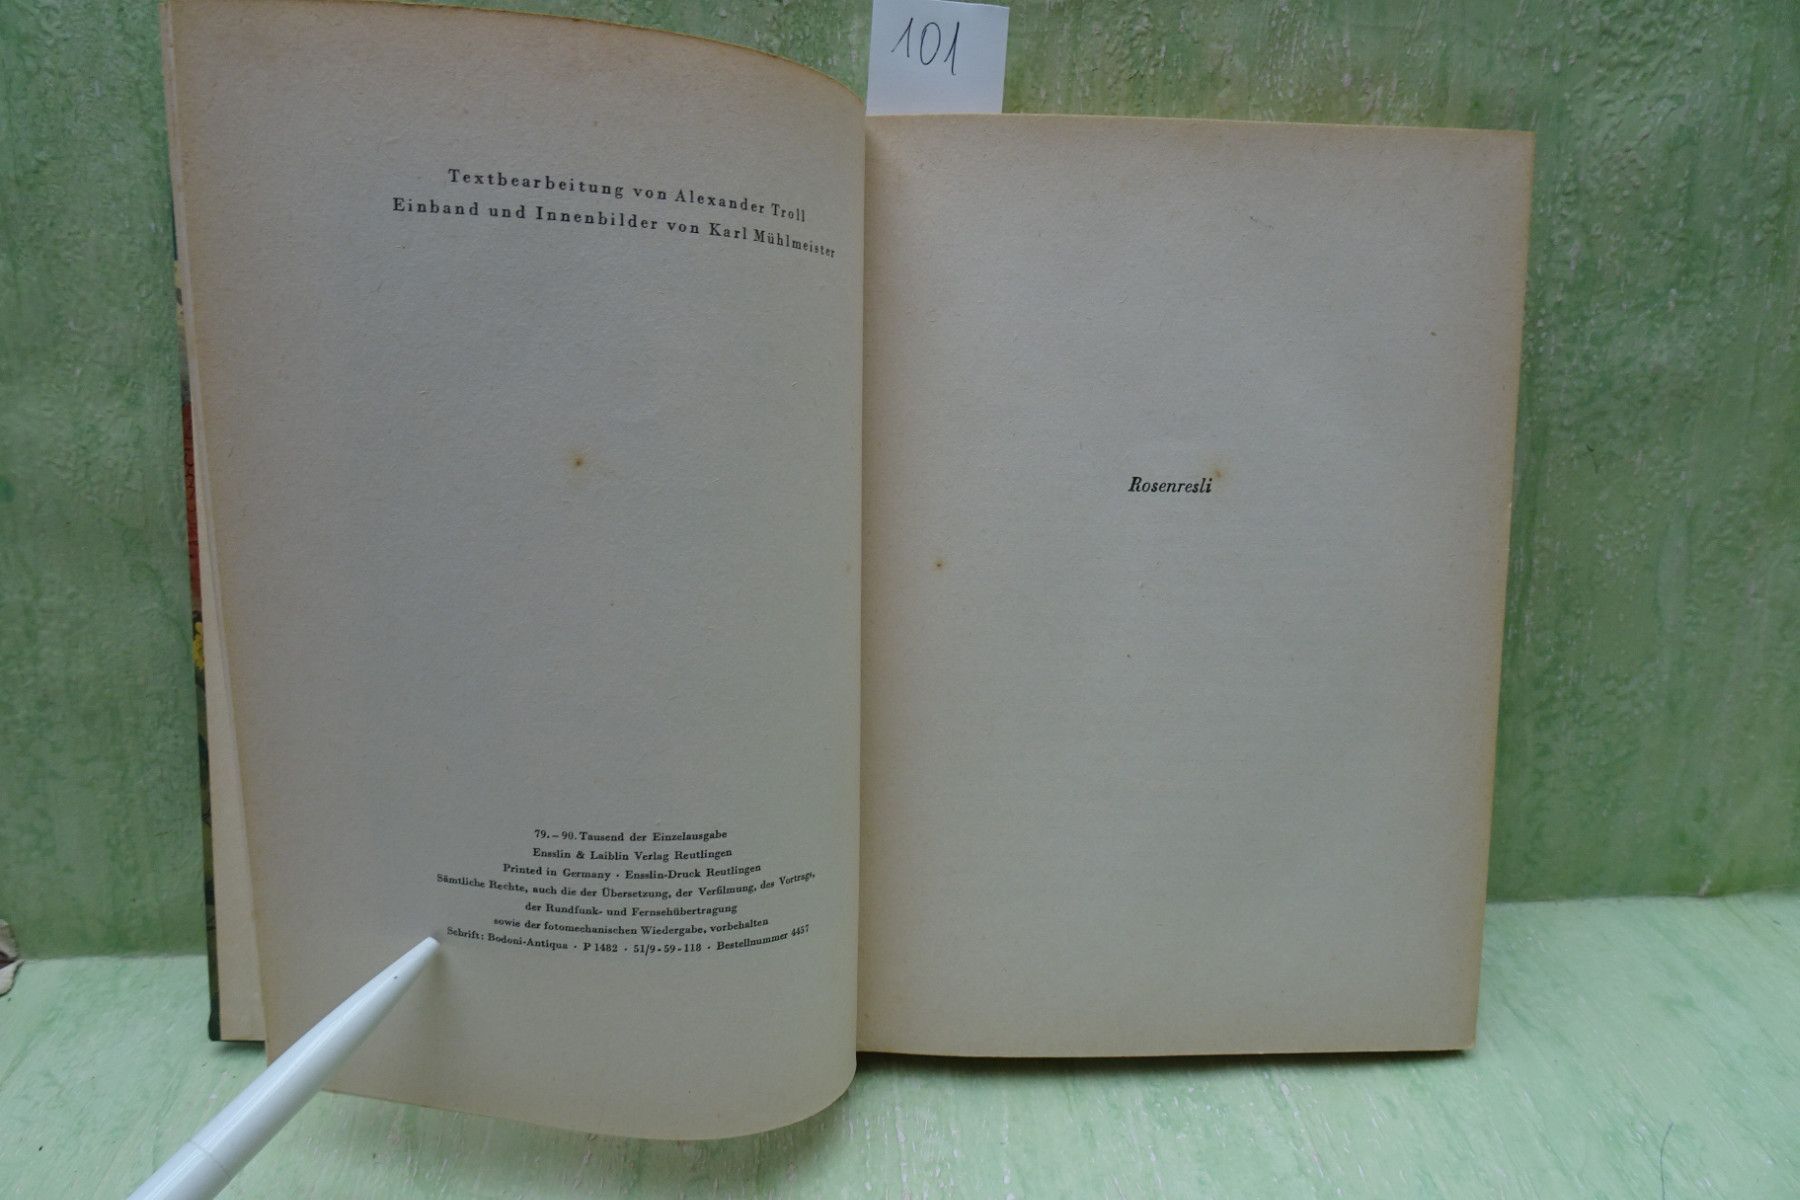 101
Textbearbeitung von Alexander Troll
Einband und Innenbilder von Karl Mühlmeister
79.–90. Tausend der Einzelausgabe
Ensslin & Laiblin Verlag Reutlingen
Printed in Germany · Ensslin-Druck Reutlingen
Sämtliche Rechte, auch die der Übersetzung, der Verfilmung, des Vortrags,
der Rundfunk- und Fernsehübertragung
sowie der fotomechanischen Wiedergabe, vorbehalten
Schrift: Bodoni-Antiqua · P 1482 · 51/9-59-118 · Bestellnummer 4457
Rosenresli